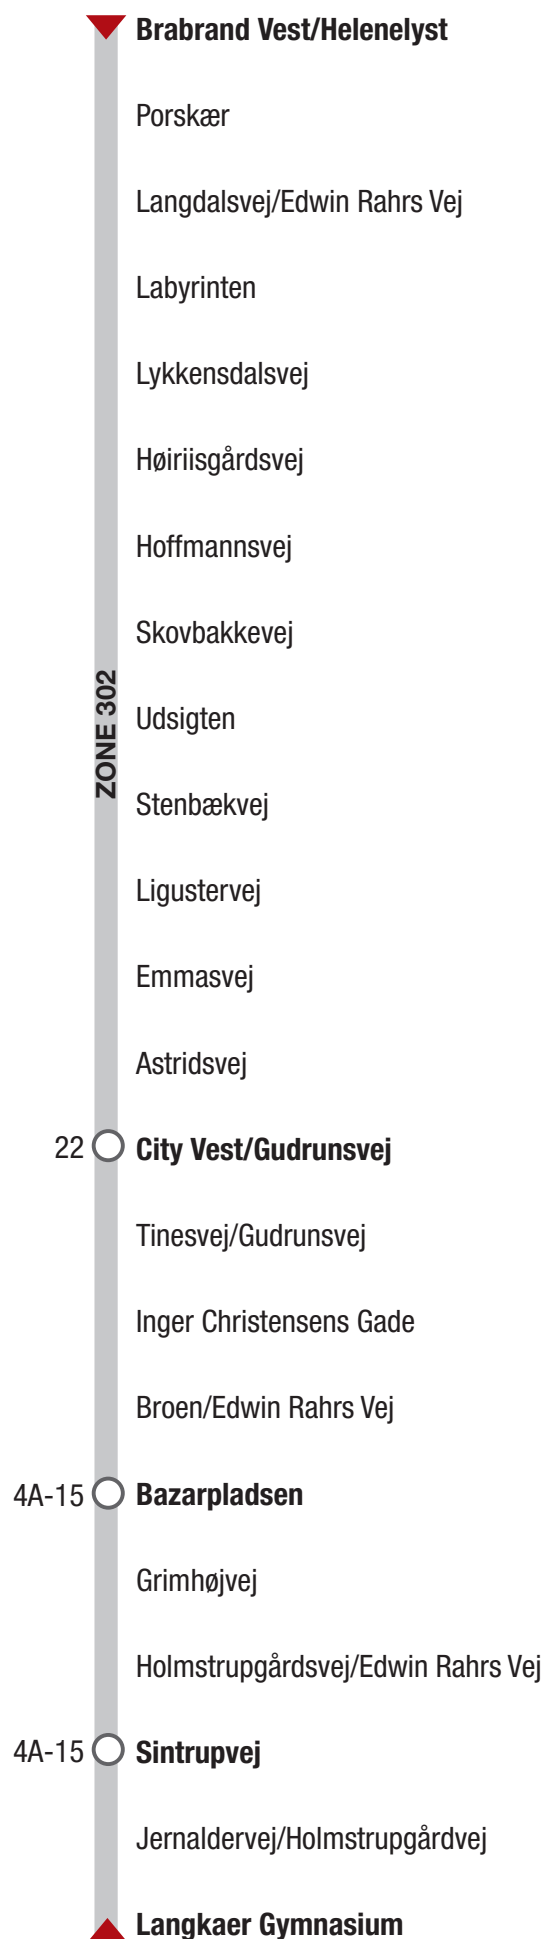 Brabrand Vest/Helenelyst
Porskær
Langdalsvej/Edwin Rahrs Vej
Labyrinten
Lykkensdalsvej
Høiriisgårdsvej
Hoffmannsvej
Skovbakkevej
ZONE 302
Udsigten
Stenbækvej
Ligustervej
Emmasvej
Astridsvej
22 City Vest/Gudrunsvej
Tinesvej/Gudrunsvej
Inger Christensens Gade
Broen/Edwin Rahrs Vej
4A-15 Bazarpladsen
Grimhøjvej
Holmstrupgårdsvej/Edwin Rahrs Vej
4A-15 Sintrupvej
Jernaldervej/Holmstrupgårdvej
Langkaer Gymnasium